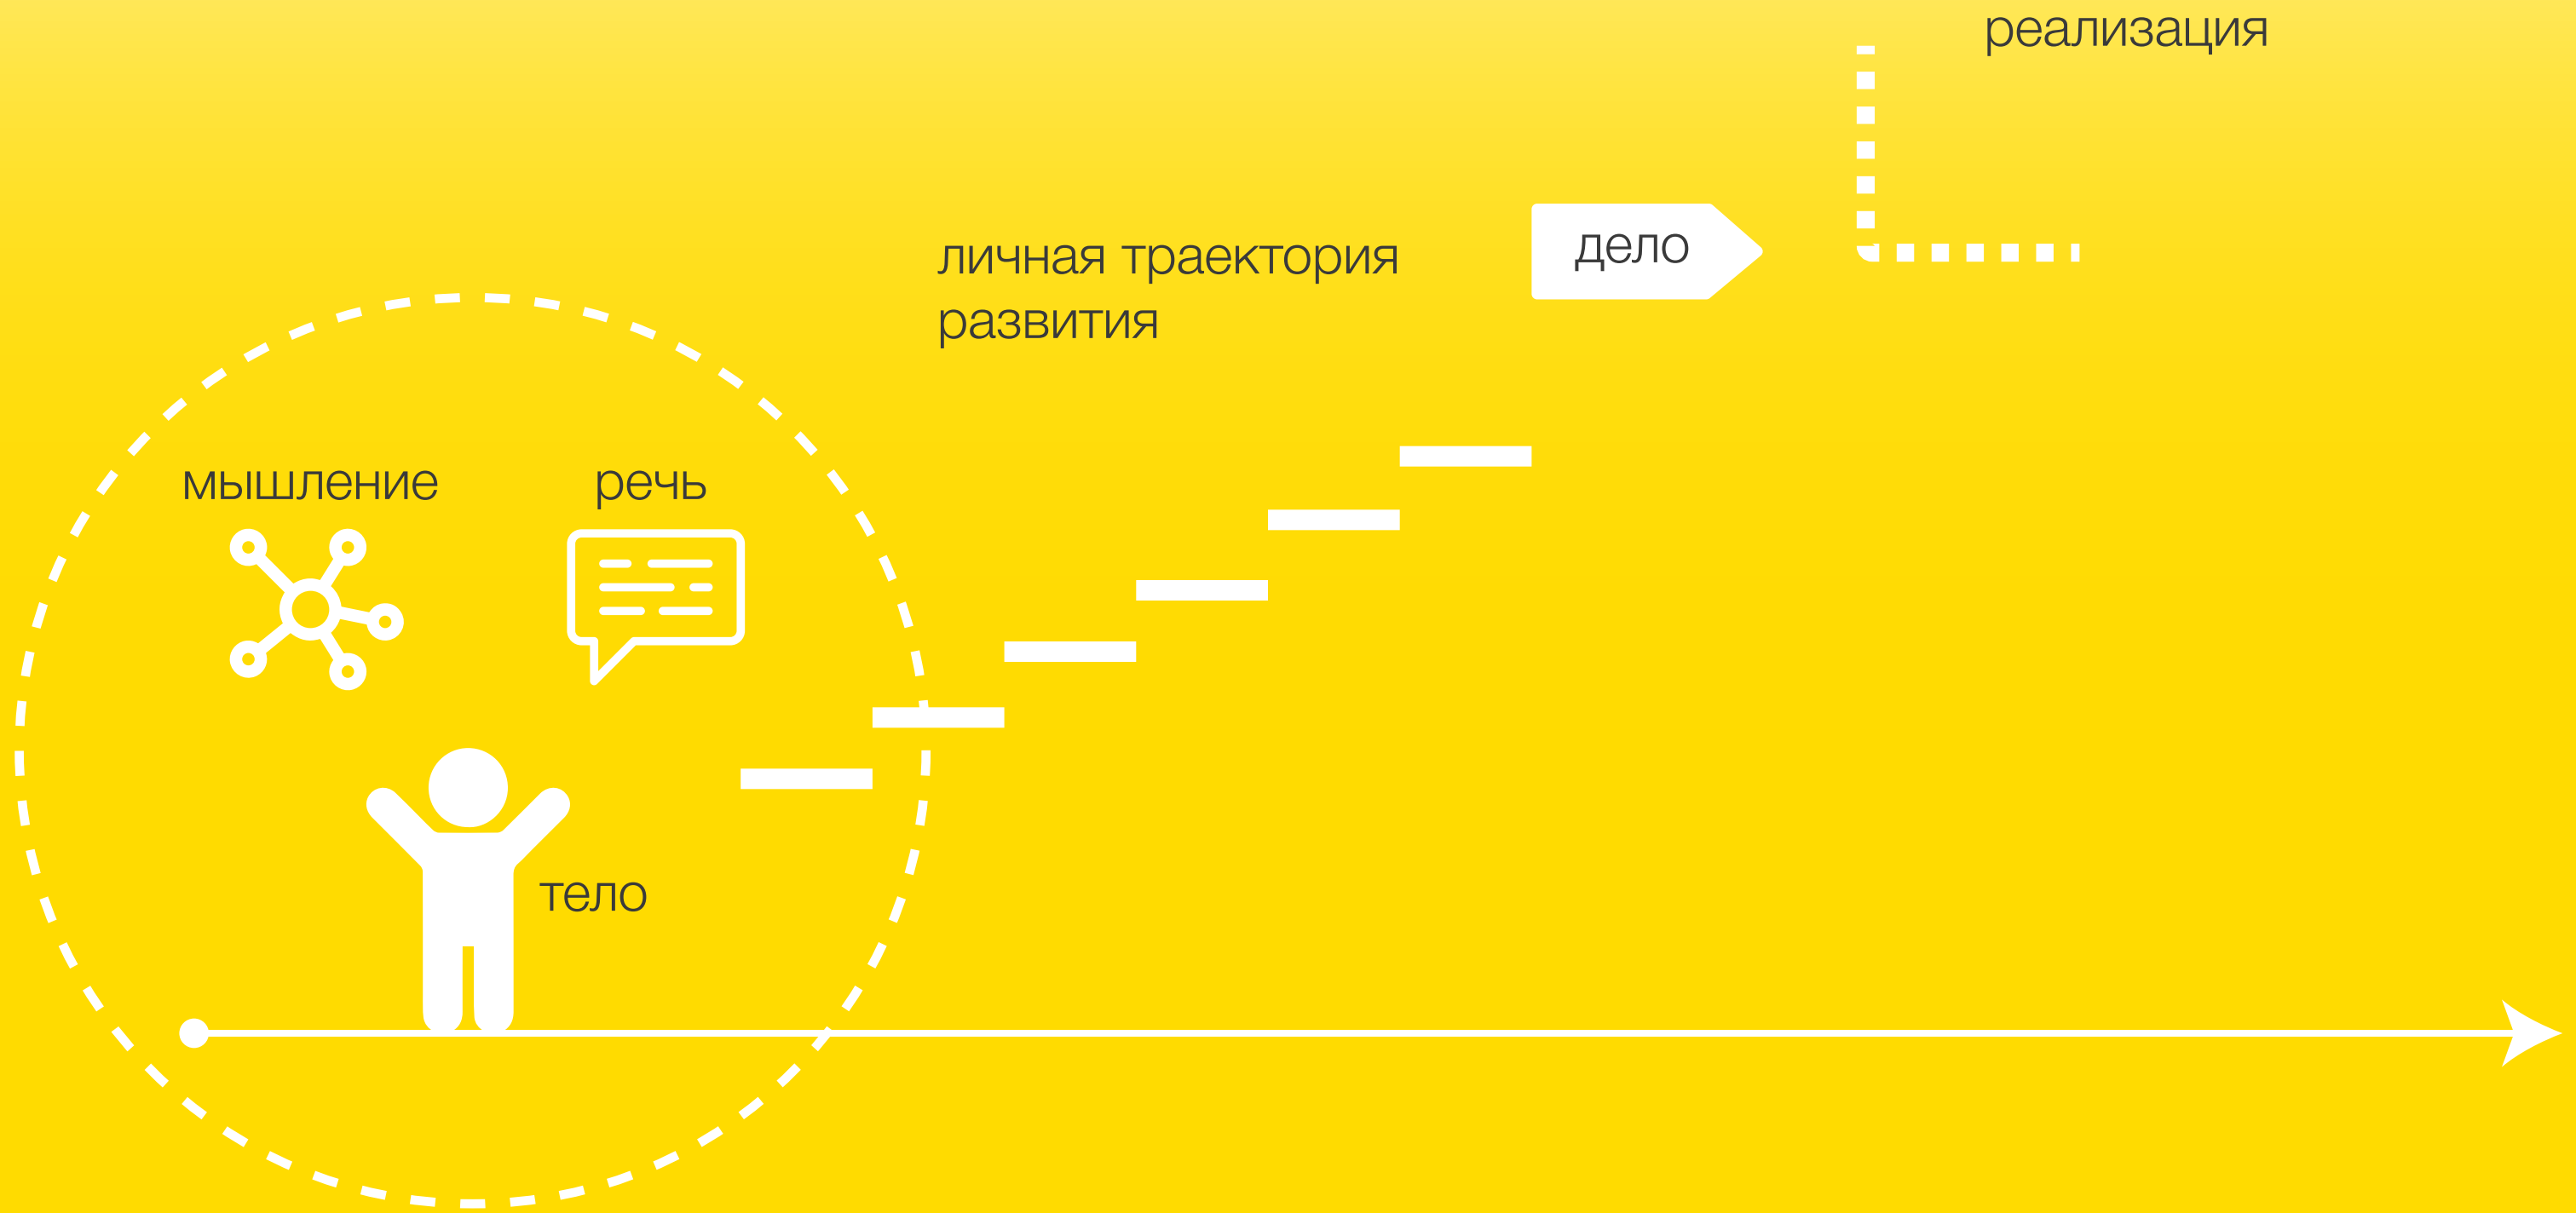 реализация
личная траектория
развития
дело
мышление
речь
тело